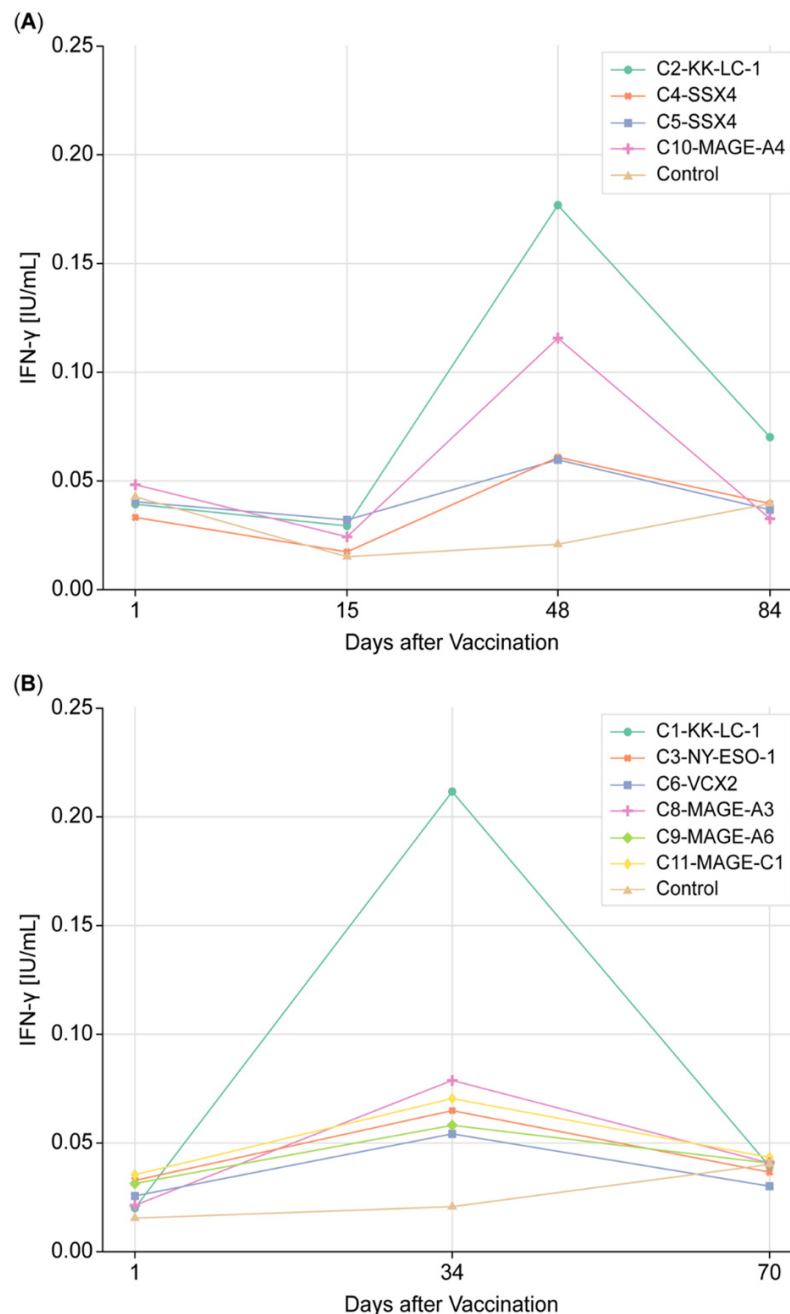 (A)
0.25
0.20
0.15
0.10
0.05
0.00
IFN-γ [IU/mL]
C2-KK-LC-1
C4-SSX4
C5-SSX4
C10-MAGE-A4
Control
1 15 48 84
Days after Vaccination
(B)
0.25
0.20
0.15
0.10
0.05
0.00
IFN-γ [IU/mL]
C1-KK-LC-1
C3-NY-ESO-1
C6-VCX2
C8-MAGE-A3
C9-MAGE-A6
C11-MAGE-C1
Control
1 34 70
Days after Vaccination